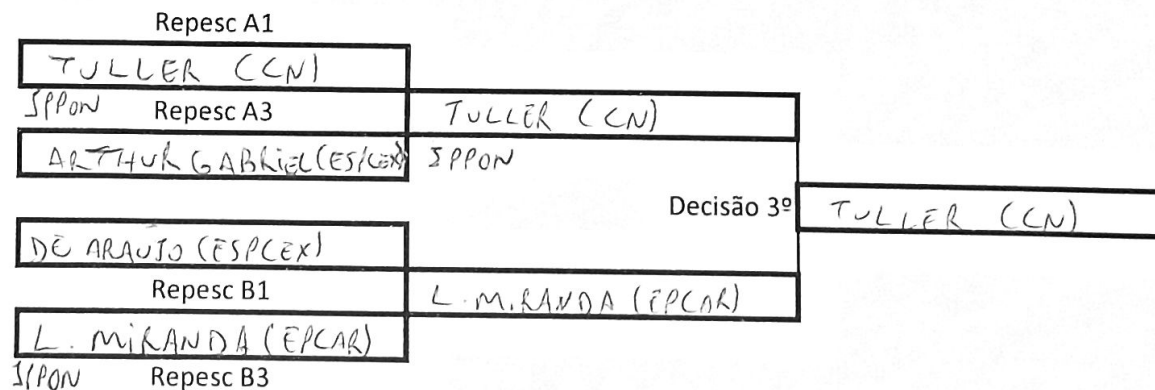 Repesc A1
TULLER (CN)
IPPON Repesc A3
TULLER (CN)
ARTHUR GABRIEL (ESPCEX)
IPPON
Decisão 3º
TULLER (CN)
DE ARAUJO (ESPCEX)
Repesc B1
L. MIRANDA (EPCAR)
L. MIRANDA (EPCAR)
IPPON Repesc B3